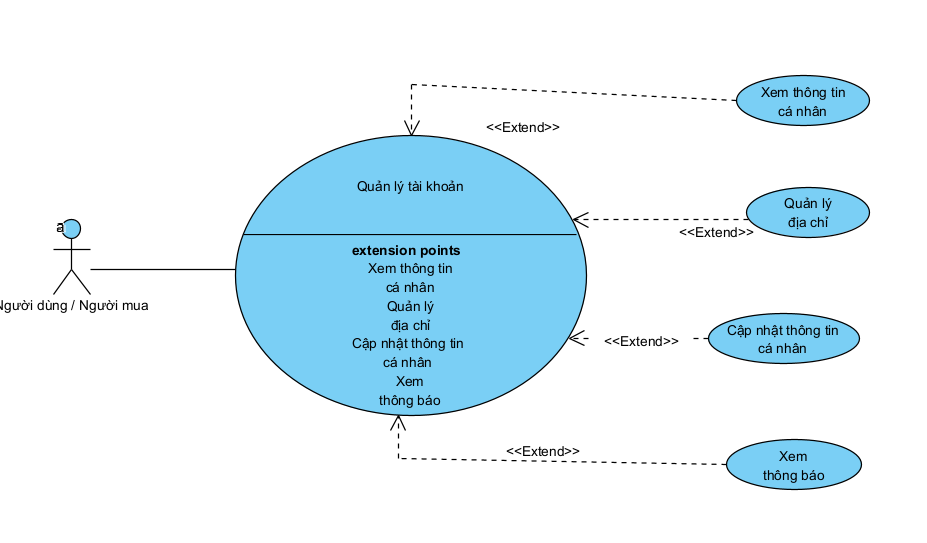 Xem thông tin
cá nhân
<<Extend>>
Quản lý tài khoản
Quản lý
địa chỉ
<<Extend>>
a
Người dùng / Người mua
extension points
Xem thông tin
cá nhân
Quản lý
địa chỉ
Cập nhật thông tin
cá nhân
Xem
thông báo
<<Extend>>
Cập nhật thông tin
cá nhân
<<Extend>>
Xem
thông báo